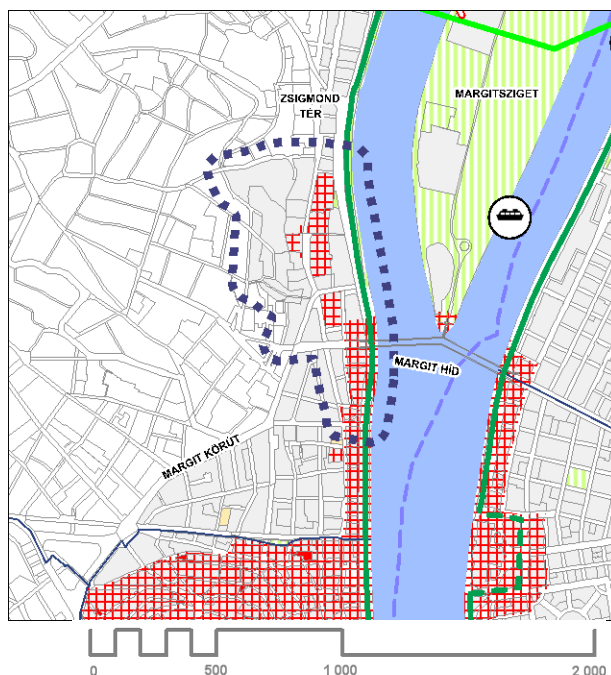 MARGITSZIGET
ZSIGMOND
TÉR
MARGIT HÍD
MARGIT KÖRÚT
0 500 1 000 2 000